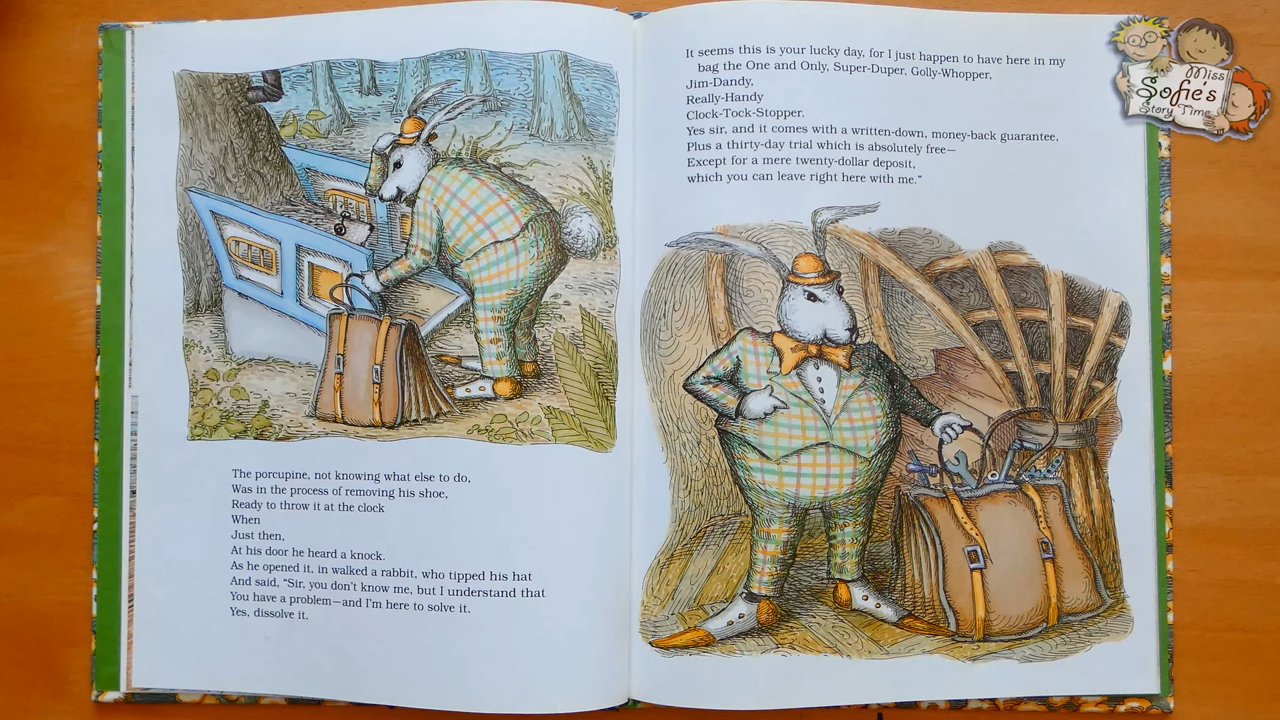 The porcupine, not knowing what else to do,
Was in the process of removing his shoe,
Ready to throw it at the clock
When
Just then,
At his door he heard a knock.
As he opened it, in walked a rabbit, who tipped his hat
And said, “Sir, you don't know me, but I understand that
You have a problem—and I'm here to solve it.
Yes, dissolve it.
It seems this is your lucky day, for I just happen to have here in my
bag the One and Only, Super-Duper, Golly-Whopper,
Jim-Dandy,
Really-Handy
Clock-Tock-Stopper.
Yes sir, and it comes with a written-down, money-back guarantee,
Plus a thirty-day trial which is absolutely free—
Except for a mere twenty-dollar deposit,
which you can leave right here with me.”
Miss
Sofie's
Story Time